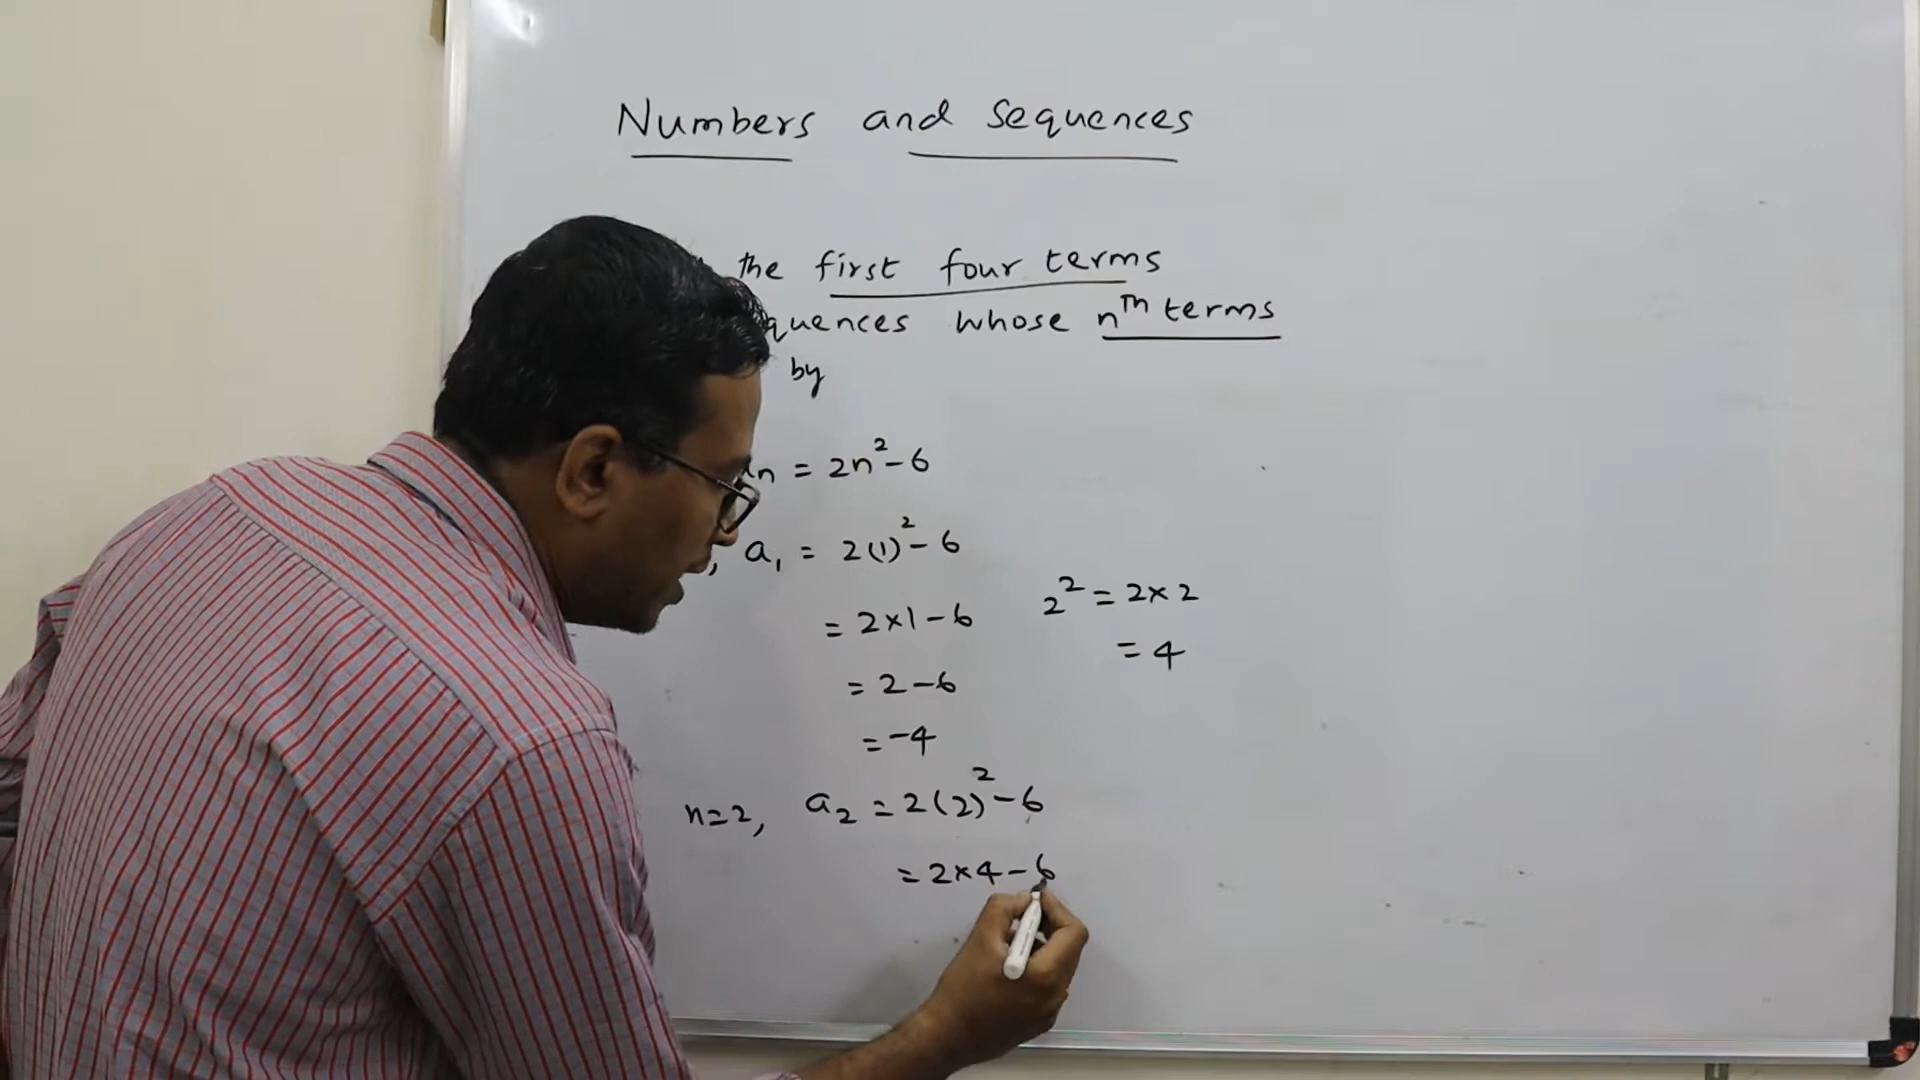 Numbers and Sequences
the first four terms
quences whose nᵗʰ terms
by
n = 2n² - 6
, a₁ = 2(1)² - 6
= 2×1 - 6
= 2 - 6
= -4
2² = 2×2
= 4
n=2, a₂ = 2(2)² - 6
= 2×4 - 6